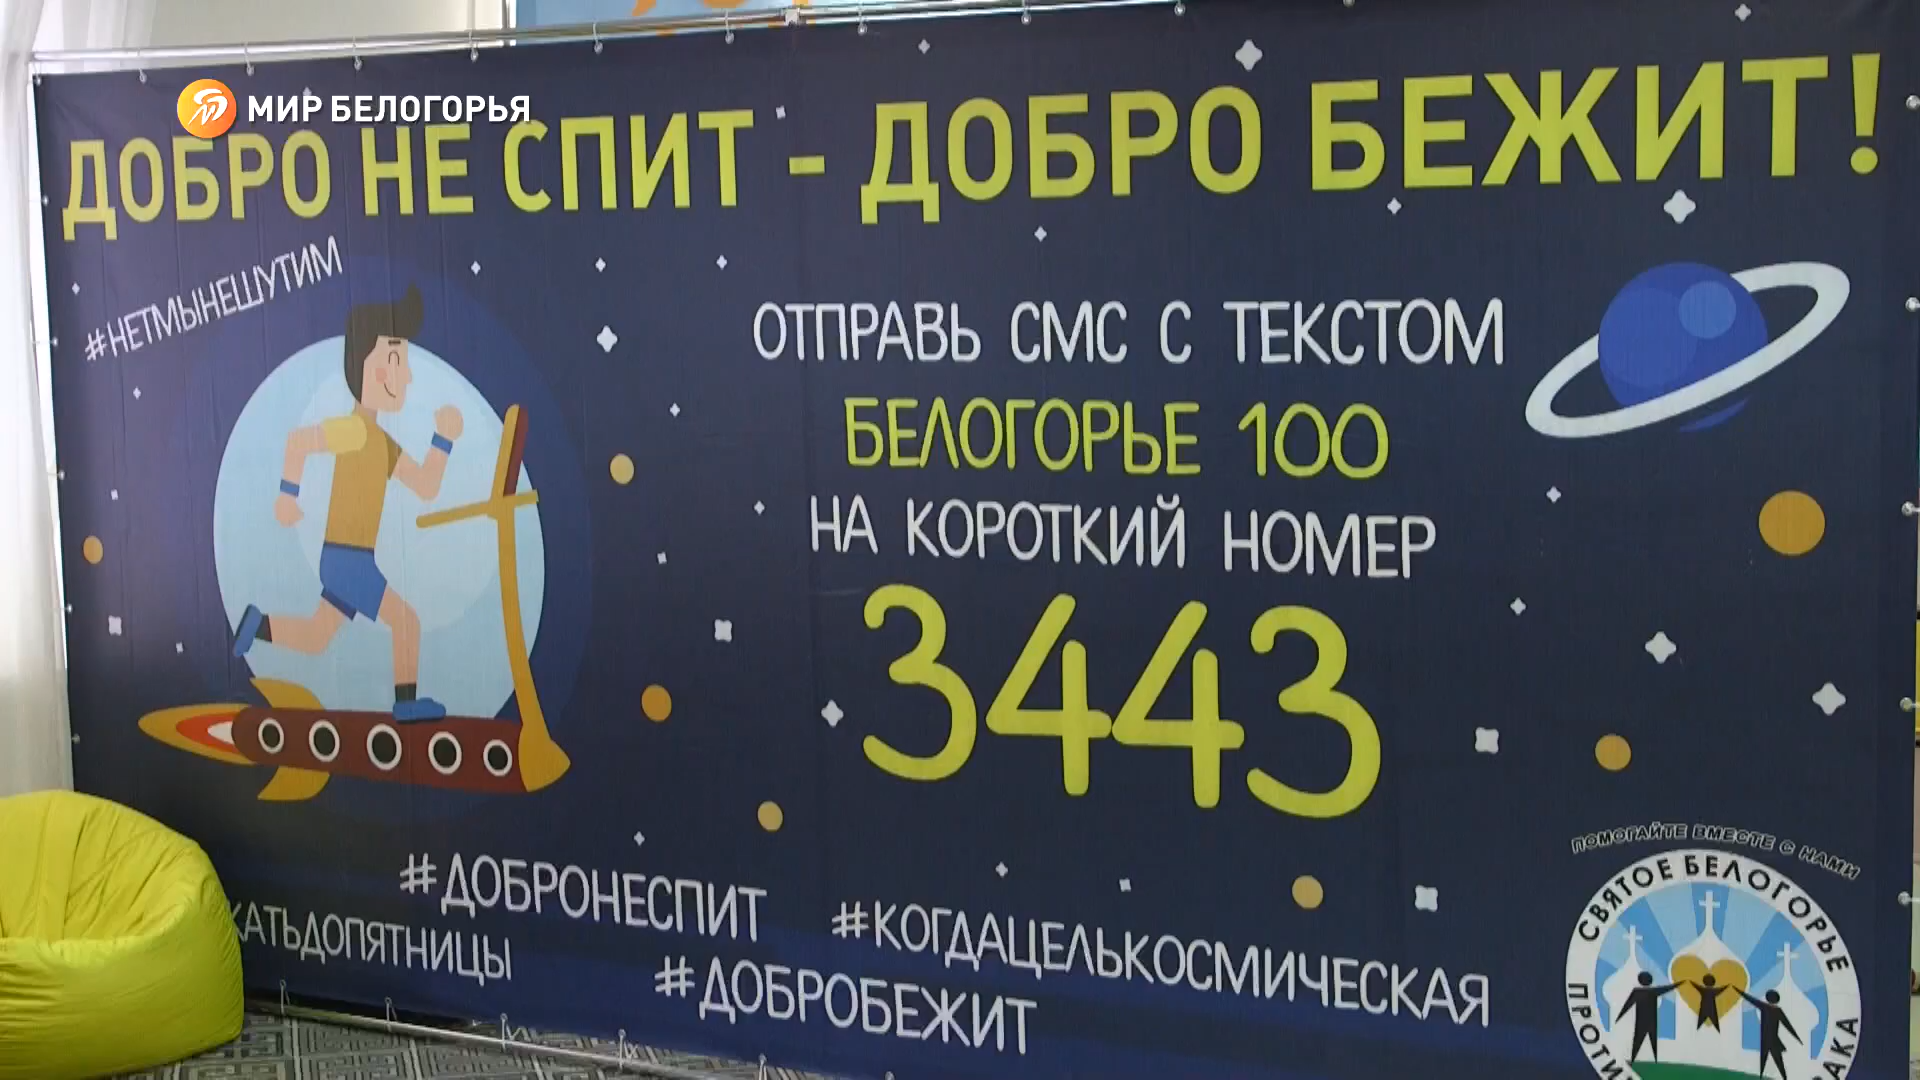 МИР БЕЛОГОРЬЯ
ДОБРО НЕ СПИТ - ДОБРО БЕЖИТ!
#НЕТМЫНЕШУТИМ
ОТПРАВЬ СМС С ТЕКСТОМ
БЕЛОГОРЬЕ 100
НА КОРОТКИЙ НОМЕР
3443
#ДОБРОНЕСПИТ
КАТЬДОПЯТНИЦЫ
#КОГДАЦЕЛЬКОСМИЧЕСКАЯ
#ДОБРОБЕЖИТ
ПОМОГАЙТЕ ВМЕСТЕ С НАМИ
СВЯТОЕ БЕЛОГОРЬЕ